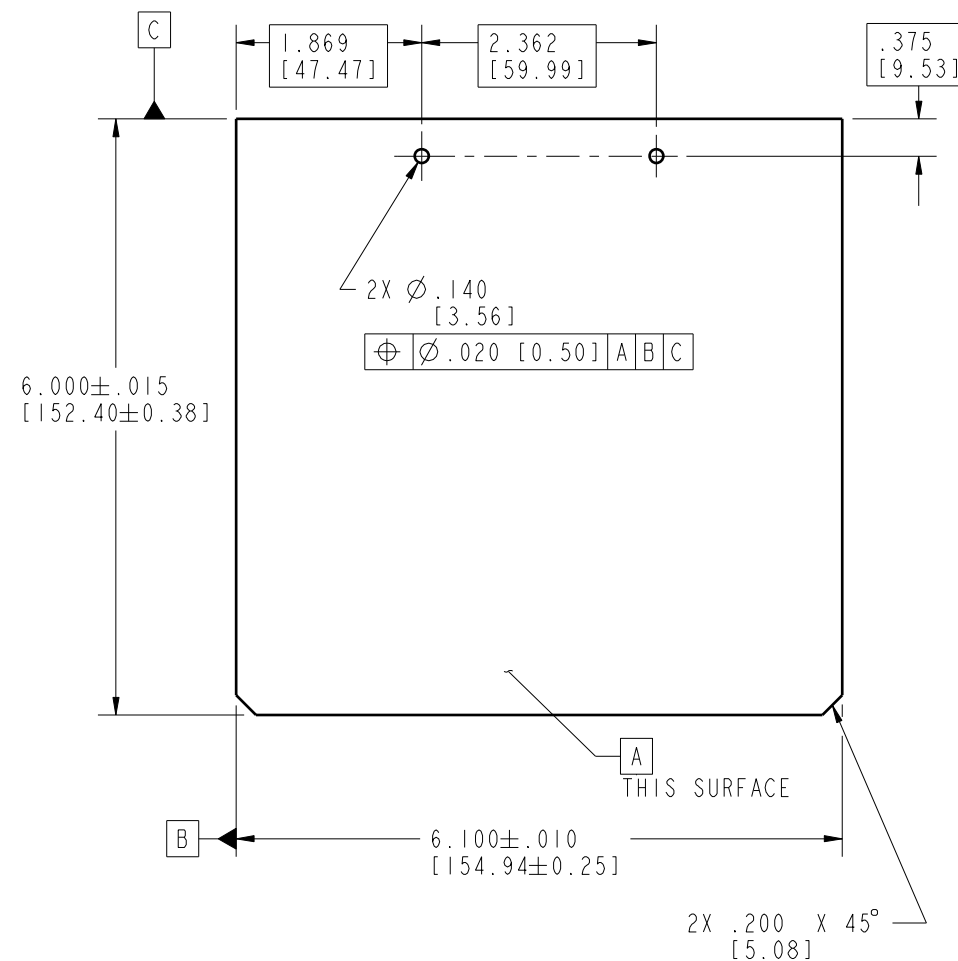 C
1.869
[47.47]
2.362
[59.99]
.375
[9.53]
2X Ø .140
[3.56]
⌖ Ø.020 [0.50] A B C
6.000±.015
[152.40±0.38]
A
THIS SURFACE
B
6.100±.010
[154.94±0.25]
2X .200 X 45°
[5.08]